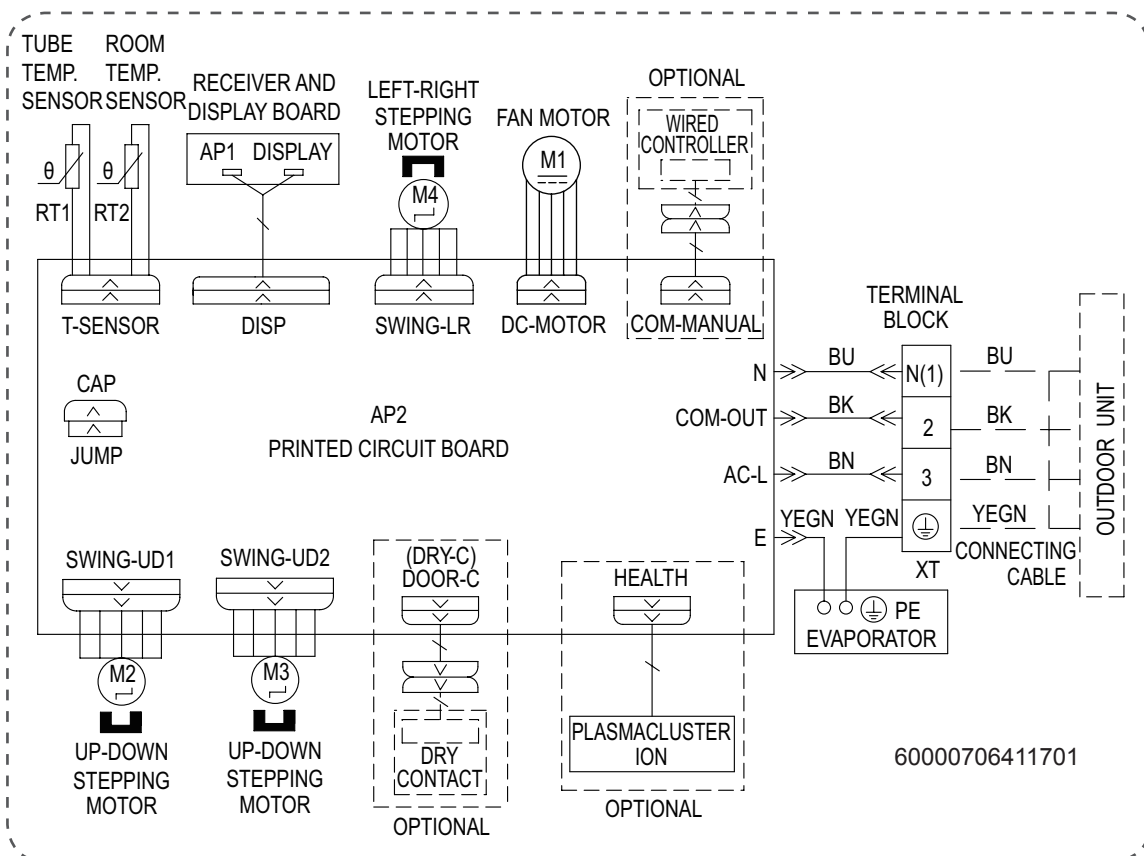 TUBE
TEMP.
SENSOR
ROOM
TEMP.
SENSOR
RECEIVER AND
DISPLAY BOARD
AP1 DISPLAY
LEFT-RIGHT
STEPPING
MOTOR
M4
FAN MOTOR
M1
OPTIONAL
WIRED
CONTROLLER
θ
RT1
θ
RT2
T-SENSOR
DISP
SWING-LR
DC-MOTOR
COM-MANUAL
TERMINAL
BLOCK
N
BU
N(1)
BU
COM-OUT
BK
2
BK
AC-L
BN
3
BN
E
YEGN
YEGN
YEGN
XT
CONNECTING
CABLE
OUTDOOR UNIT
CAP
JUMP
AP2
PRINTED CIRCUIT BOARD
PE
EVAPORATOR
SWING-UD1
M2
UP-DOWN
STEPPING
MOTOR
SWING-UD2
M3
UP-DOWN
STEPPING
MOTOR
(DRY-C)
DOOR-C
DRY
CONTACT
OPTIONAL
HEALTH
PLASMACLUSTER
ION
OPTIONAL
60000706411701